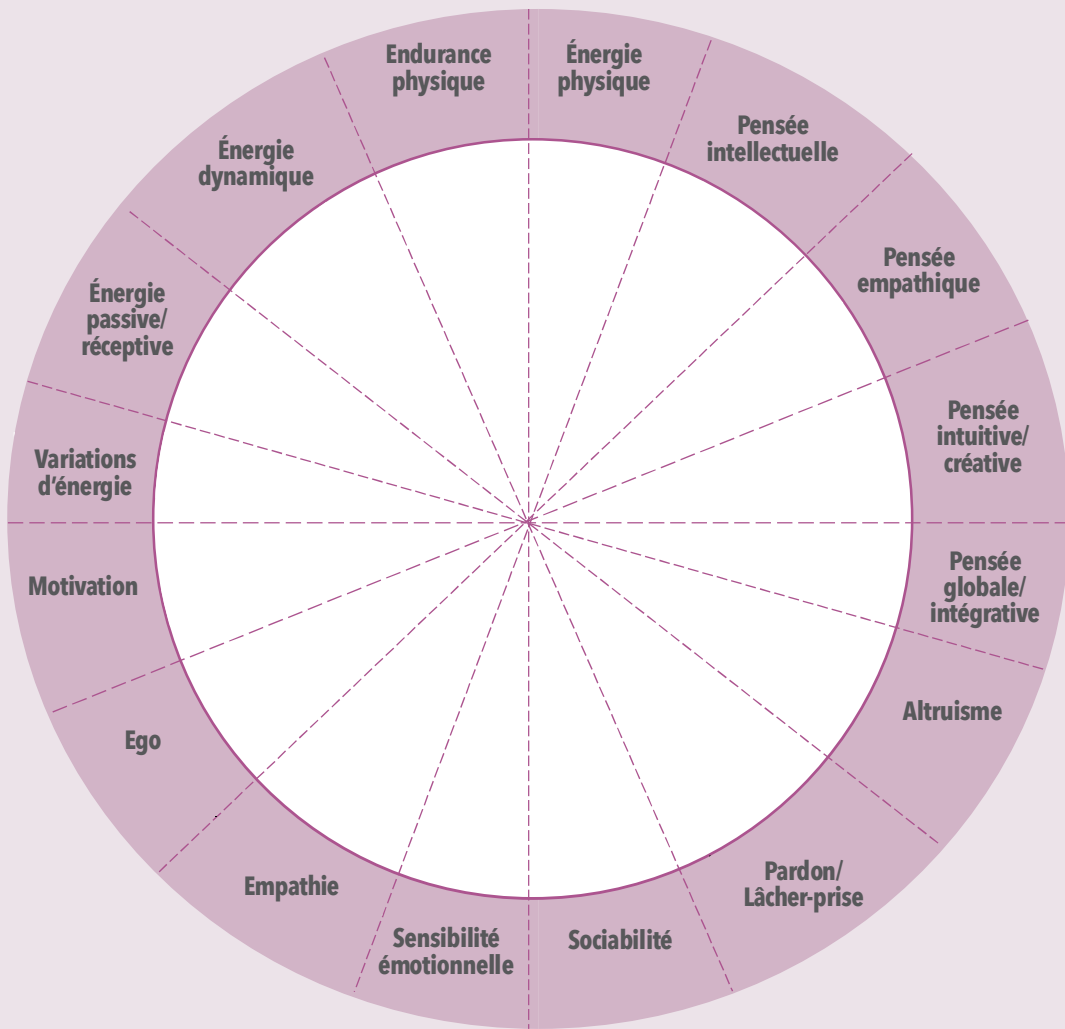 Endurance
physique
Énergie
physique
Pensée
intellectuelle
Pensée
empathique
Pensée
intuitive/
créative
Pensée
globale/
intégrative
Altruisme
Pardon/
Lâcher-prise
Sociabilité
Sensibilité
émotionnelle
Empathie
Ego
Motivation
Variations
d’énergie
Énergie
passive/
réceptive
Énergie
dynamique